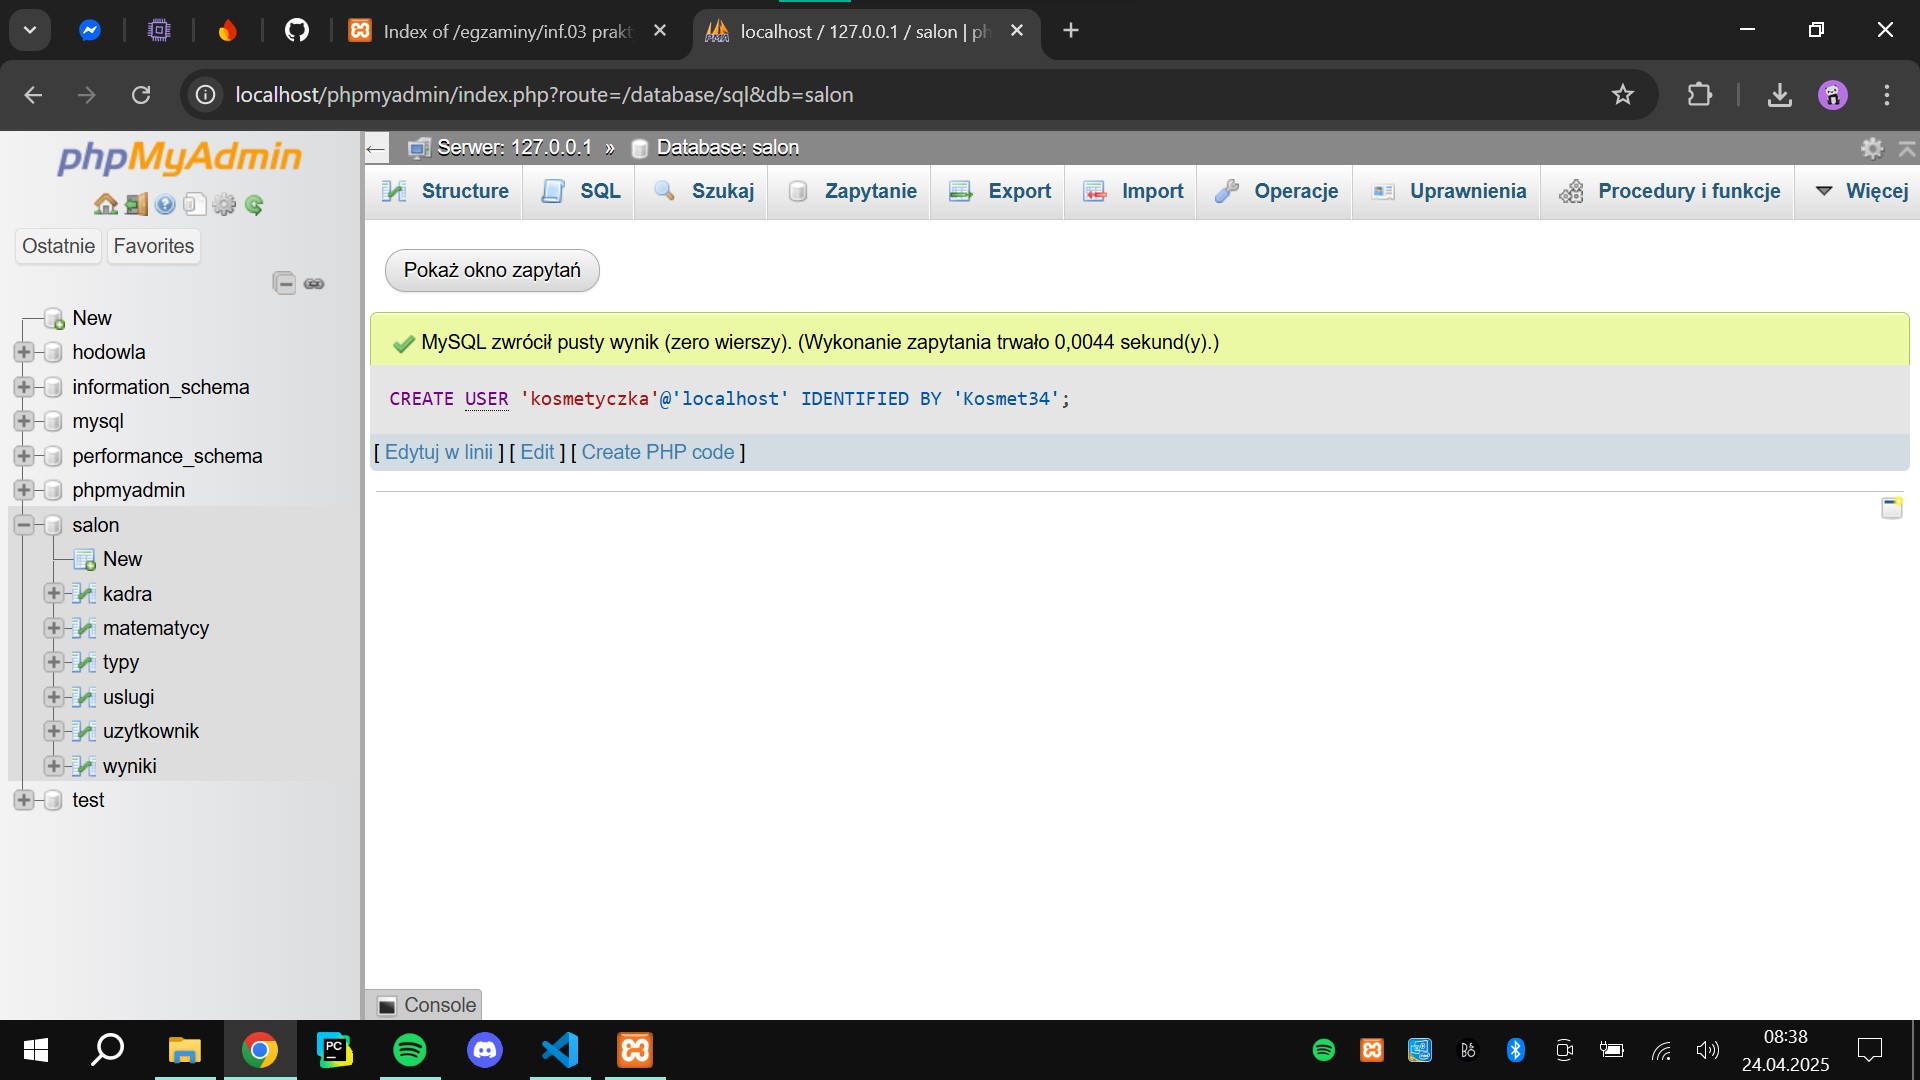 Index of /egzaminy/inf.03 prakt
localhost / 127.0.0.1 / salon | ph
localhost/phpmyadmin/index.php?route=/database/sql&db=salon
phpMyAdmin
Ostatnie
Favorites
New
hodowla
information_schema
mysql
performance_schema
phpmyadmin
salon
New
kadra
matematycy
typy
uslugi
uzytkownik
wyniki
test
Serwer: 127.0.0.1 » Database: salon
Structure
SQL
Szukaj
Zapytanie
Export
Import
Operacje
Uprawnienia
Procedury i funkcje
Więcej
Pokaż okno zapytań
MySQL zwrócił pusty wynik (zero wierszy). (Wykonanie zapytania trwało 0,0044 sekund(y).)
CREATE USER 'kosmetyczka'@'localhost' IDENTIFIED BY 'Kosmet34';
[ Edytuj w linii ] [ Edit ] [ Create PHP code ]
Console
PC
08:38
24.04.2025